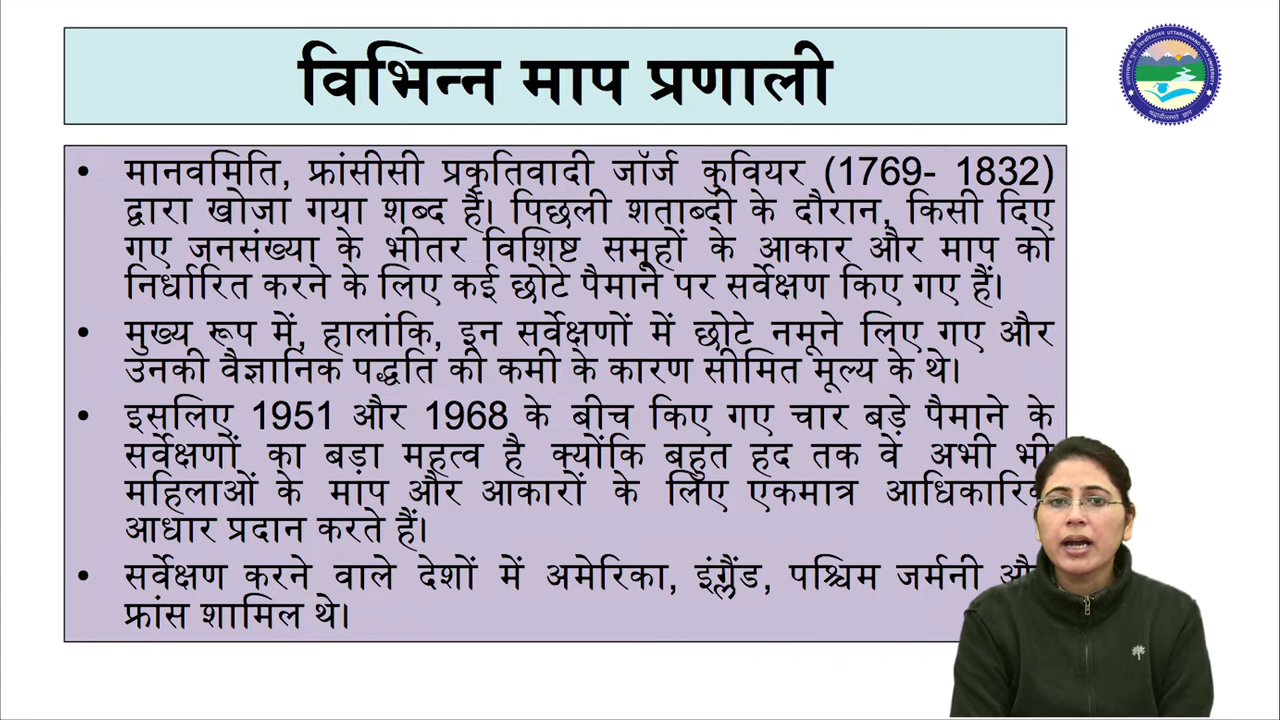 विभिन्न माप प्रणाली
UTTARAKHAND OPEN UNIVERSITY
• मानवमिति, फ्रांसीसी प्रकृतिवादी जॉर्ज कुवियर (1769- 1832)
द्वारा खोजा गया शब्द है। पिछली शताब्दी के दौरान, किसी दिए
गए जनसंख्या के भीतर विशिष्ट समूहों के आकार और माप को
निर्धारित करने के लिए कई छोटे पैमाने पर सर्वेक्षण किए गए हैं।
• मुख्य रूप में, हालांकि, इन सर्वेक्षणों में छोटे नमूने लिए गए और
उनकी वैज्ञानिक पद्धति की कमी के कारण सीमित मूल्य के थे।
• इसलिए 1951 और 1968 के बीच किए गए चार बड़े पैमाने के
सर्वेक्षणों का बड़ा महत्व है क्योंकि बहुत हद तक वे अभी भी
महिलाओं के माप और आकारों के लिए एकमात्र
आधार प्रदान करते हैं।
• सर्वेक्षण करने वाले देशों में अमेरिका, इंग्लैंड, पश्चिम जर्मनी
फ्रांस शामिल थे।